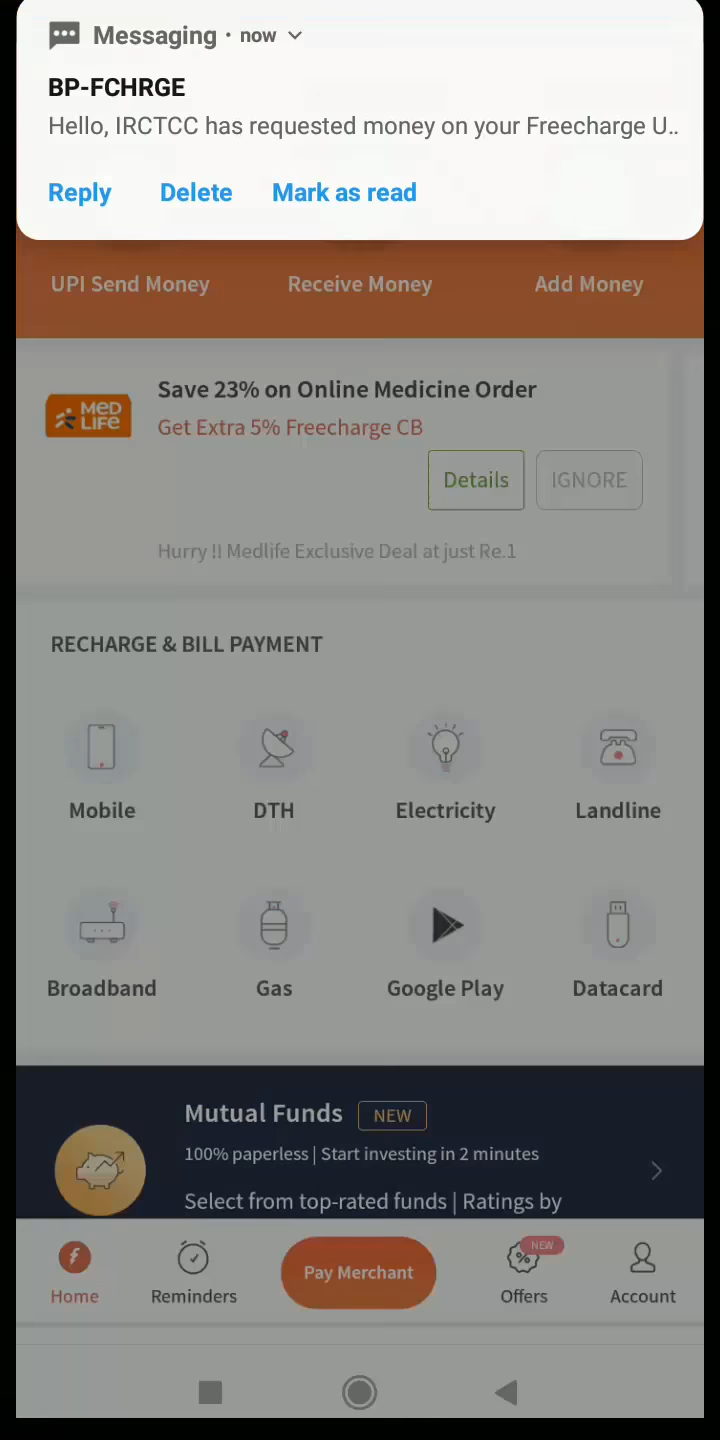 Messaging • now
BP-FCHRGE
Hello, IRCTCC has requested money on your Freecharge U..
Reply Delete Mark as read
UPI Send Money Receive Money Add Money
MED LIFE
Save 23% on Online Medicine Order
Get Extra 5% Freecharge CB
Details IGNORE
Hurry !! Medlife Exclusive Deal at just Re.1
RECHARGE & BILL PAYMENT
Mobile DTH Electricity Landline
Broadband Gas Google Play Datacard
Mutual Funds NEW
100% paperless | Start investing in 2 minutes
Select from top-rated funds | Ratings by
NEW
Home Reminders Pay Merchant Offers Account